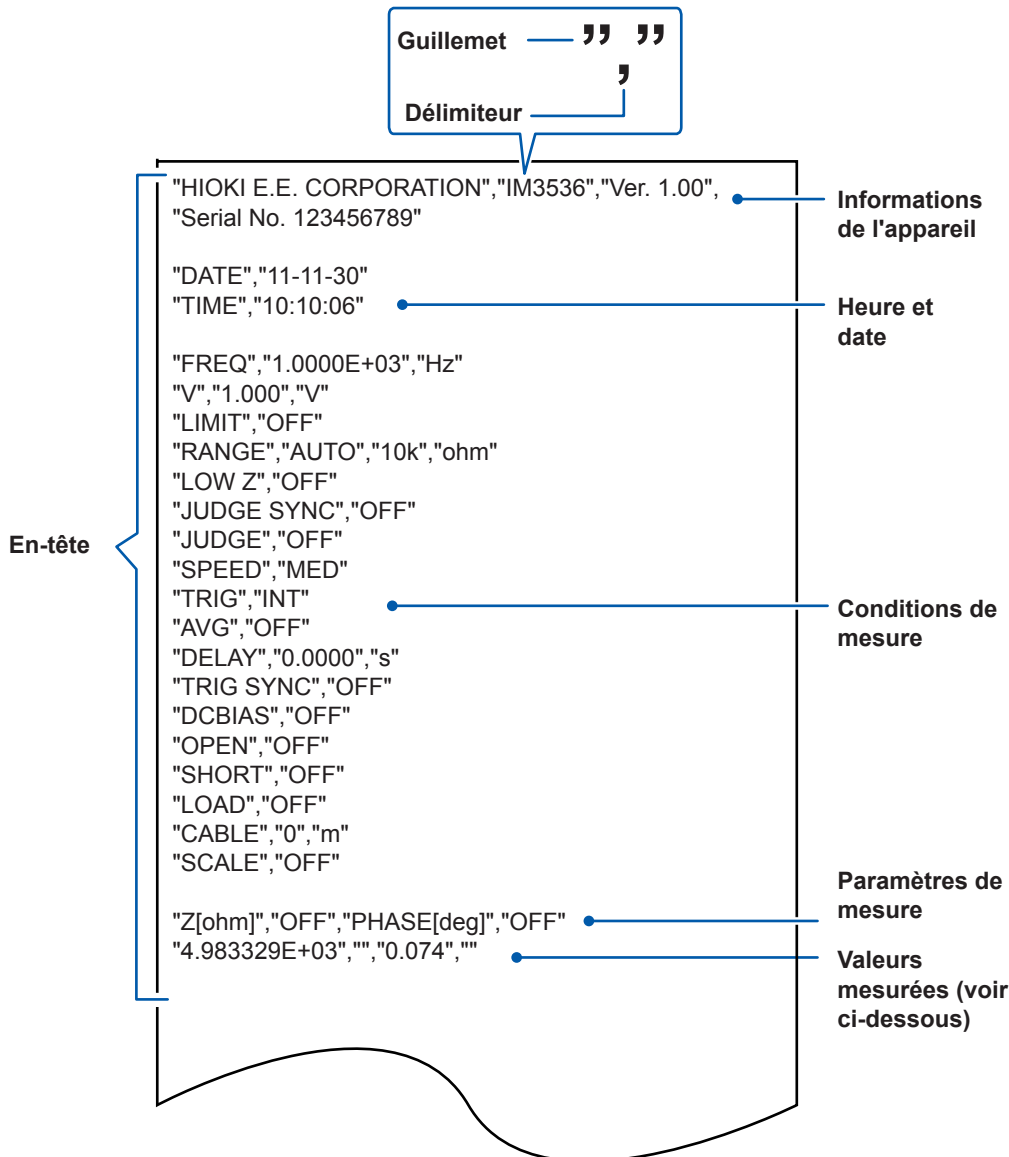 Guillemet
” ”
,
Délimiteur
"HIOKI E.E. CORPORATION","IM3536","Ver. 1.00",
"Serial No. 123456789"
Informations
de l'appareil
"DATE","11-11-30"
"TIME","10:10:06"
Heure et
date
"FREQ","1.0000E+03","Hz"
"V","1.000","V"
"LIMIT","OFF"
"RANGE","AUTO","10k","ohm"
"LOW Z","OFF"
"JUDGE SYNC","OFF"
"JUDGE","OFF"
"SPEED","MED"
"TRIG","INT"
"AVG","OFF"
"DELAY","0.0000","s"
"TRIG SYNC","OFF"
"DCBIAS","OFF"
"OPEN","OFF"
"SHORT","OFF"
"LOAD","OFF"
"CABLE","0","m"
"SCALE","OFF"
En-tête
Conditions de
mesure
"Z[ohm]","OFF","PHASE[deg]","OFF"
"4.983329E+03","","0.074",""
Paramètres de
mesure
Valeurs
mesurées (voir
ci-dessous)